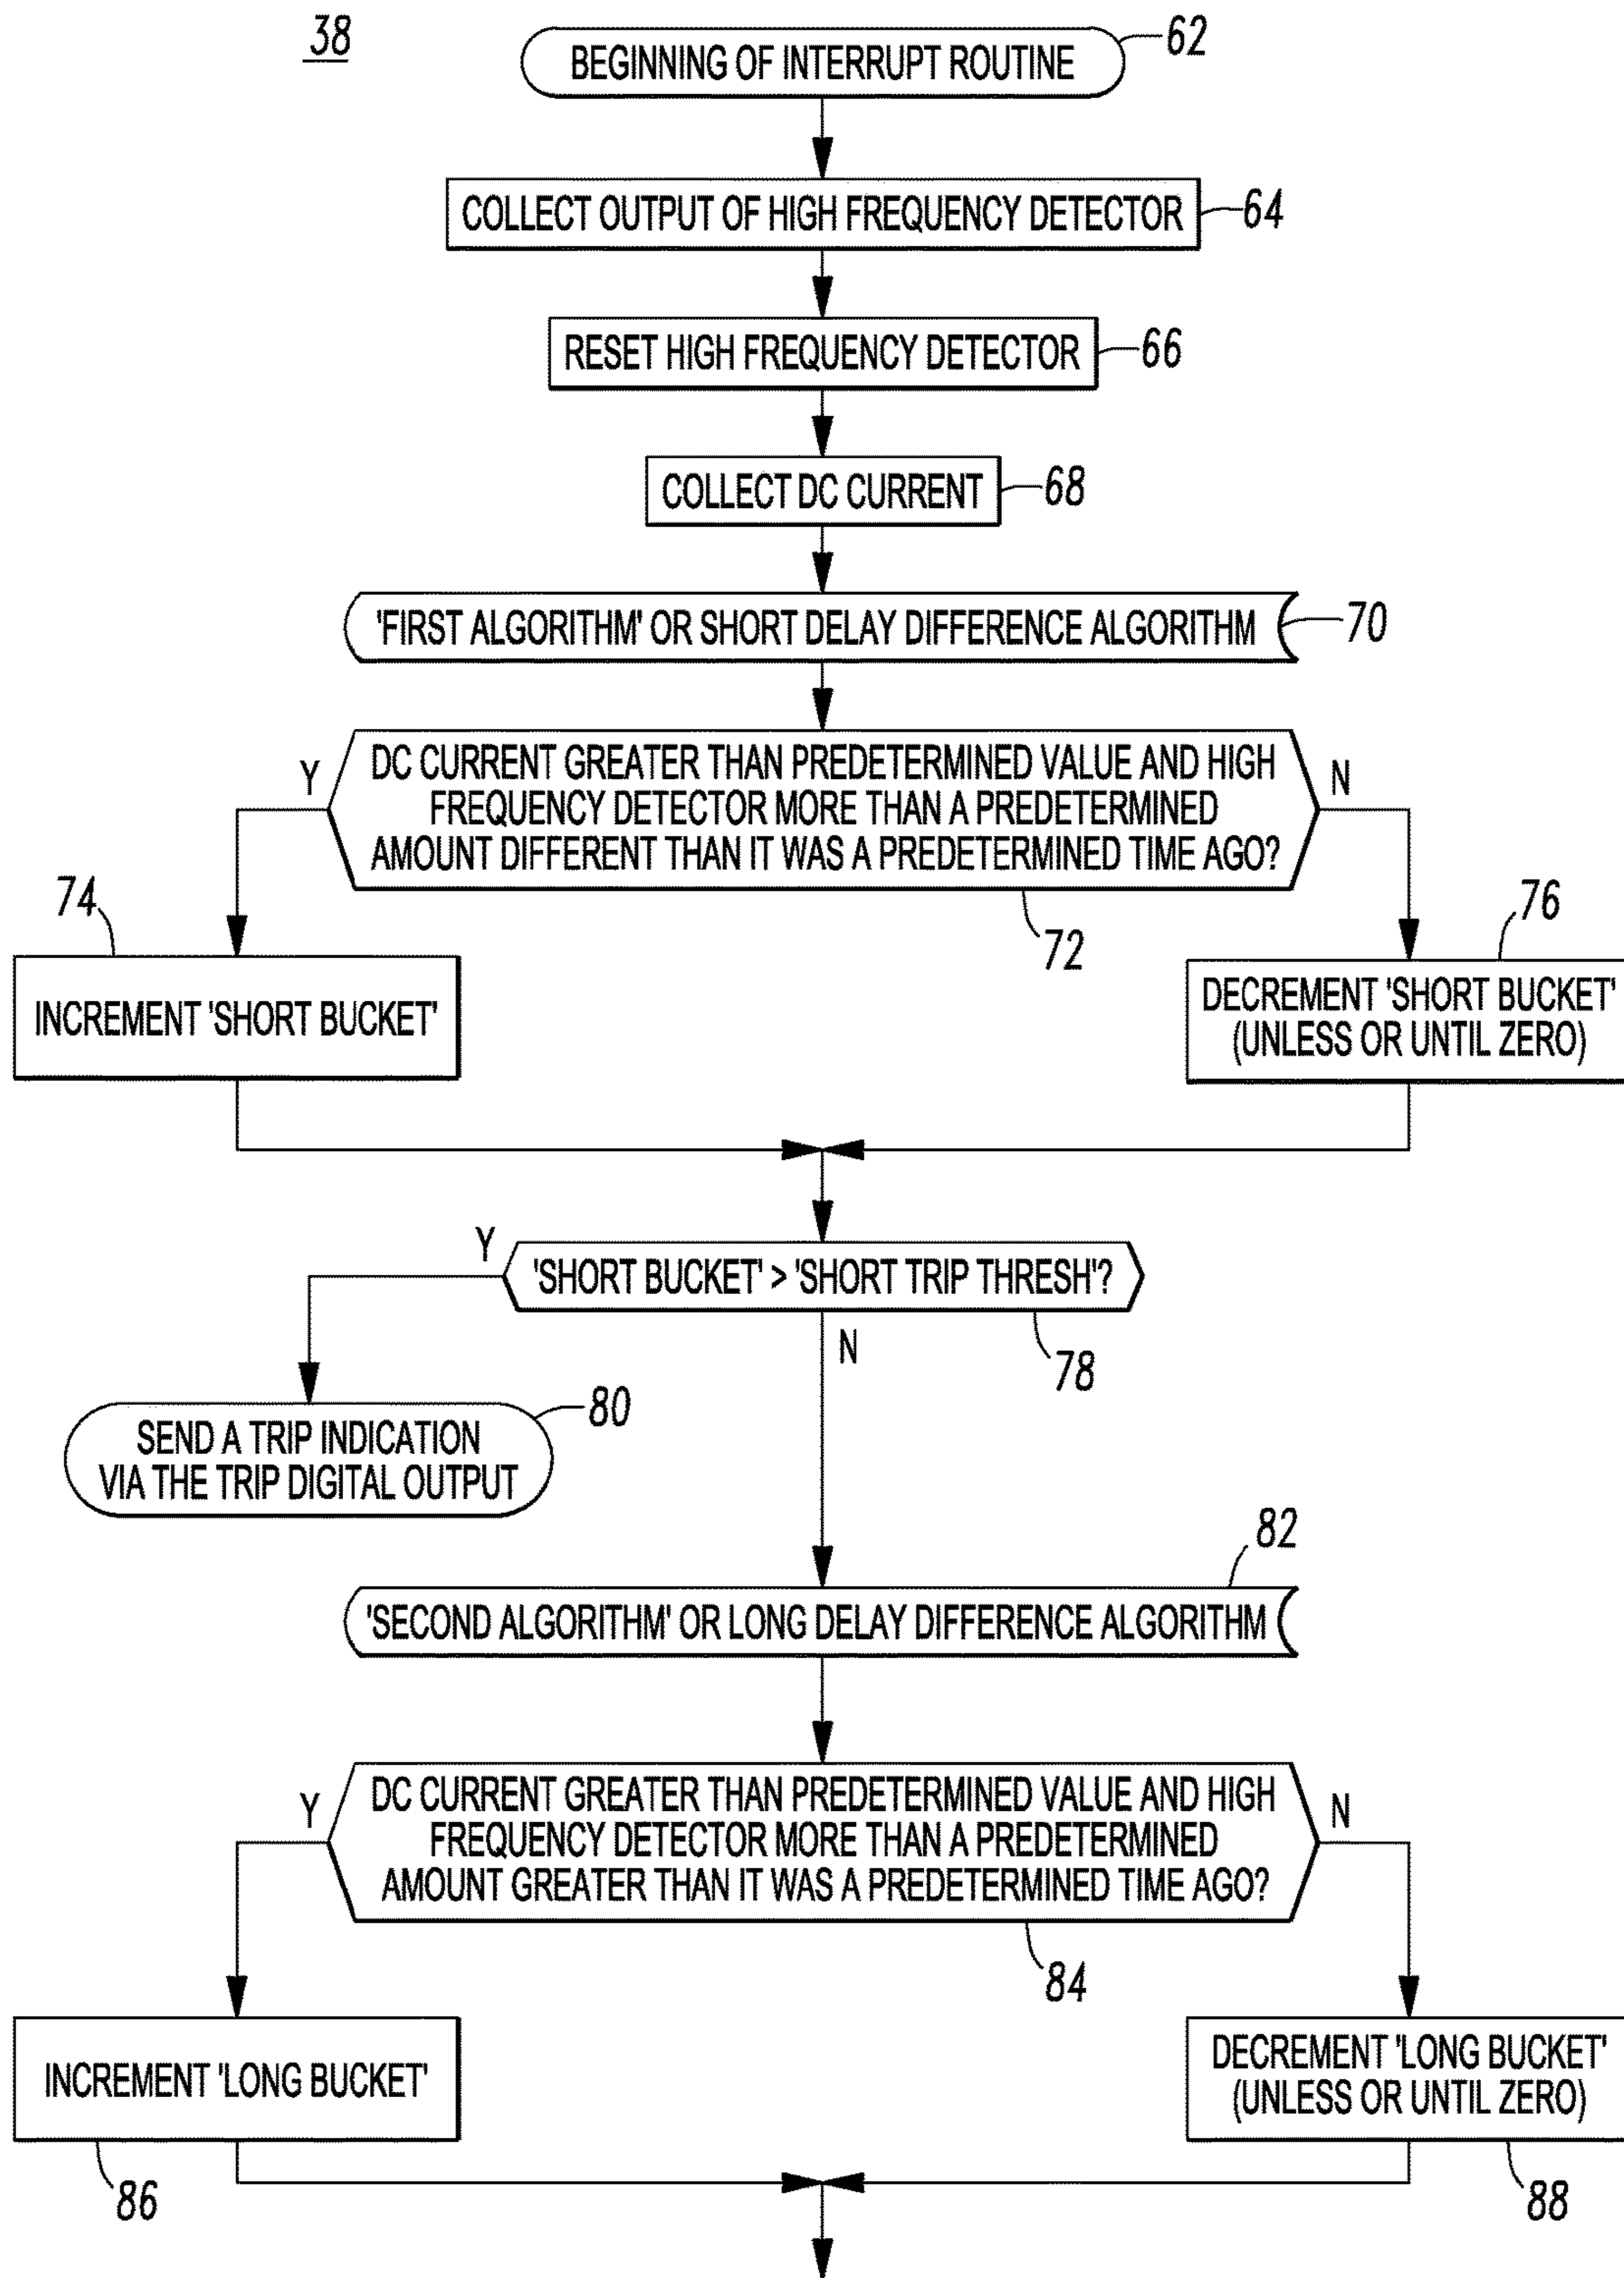 38
BEGINNING OF INTERRUPT ROUTINE
62
COLLECT OUTPUT OF HIGH FREQUENCY DETECTOR
64
RESET HIGH FREQUENCY DETECTOR
66
COLLECT DC CURRENT
68
'FIRST ALGORITHM' OR SHORT DELAY DIFFERENCE ALGORITHM
70
Y
DC CURRENT GREATER THAN PREDETERMINED VALUE AND HIGH
FREQUENCY DETECTOR MORE THAN A PREDETERMINED
AMOUNT DIFFERENT THAN IT WAS A PREDETERMINED TIME AGO?
N
72
74
INCREMENT 'SHORT BUCKET'
76
DECREMENT 'SHORT BUCKET'
(UNLESS OR UNTIL ZERO)
Y
'SHORT BUCKET' > 'SHORT TRIP THRESH'?
N
78
80
SEND A TRIP INDICATION
VIA THE TRIP DIGITAL OUTPUT
82
'SECOND ALGORITHM' OR LONG DELAY DIFFERENCE ALGORITHM
Y
DC CURRENT GREATER THAN PREDETERMINED VALUE AND HIGH
FREQUENCY DETECTOR MORE THAN A PREDETERMINED
AMOUNT GREATER THAN IT WAS A PREDETERMINED TIME AGO?
N
84
INCREMENT 'LONG BUCKET'
86
DECREMENT 'LONG BUCKET'
(UNLESS OR UNTIL ZERO)
88